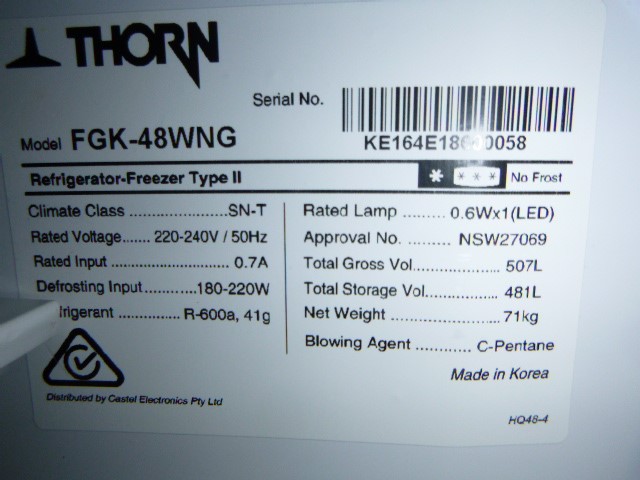 THORN
Serial No.
Model FGK-48WNG
Refrigerator-Freezer Type II
No Frost
Climate Class ................SN-T
Rated Voltage...... 220-240V / 50Hz
Rated Input ..................... 0.7A
Defrosting Input..........180-220W
R-600a, 41g
Rated Lamp ........ 0.6Wx1(LED)
Approval No. .......... NSW27069
Total Gross Vol.................... 507L
Total Storage Vol................. 481L
Net Weight ........................71kg
Blowing Agent ............ C-Pentane
Made in Korea
Distributed by Castel Electronics Pty Ltd
HQ48-4